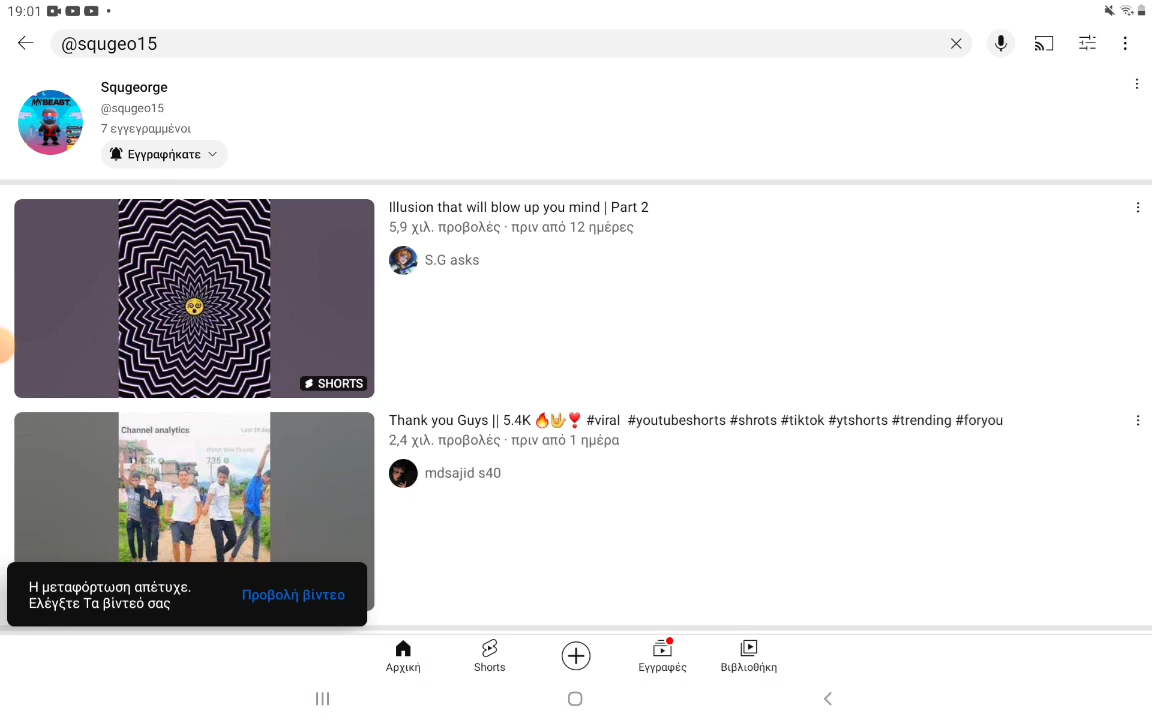 19:01
@squgeo15
MRBEAST.
Squgeorge
@squgeo15
7 εγγεγραμμένοι
Εγγραφήκατε
Illusion that will blow up you mind | Part 2
5,9 χιλ. προβολές · πριν από 12 ημέρες
S.G asks
SHORTS
Channel analytics
735
Thank you Guys || 5.4K 🔥🤟❣️ #viral #youtubeshorts #shrots #tiktok #ytshorts #trending #foryou
2,4 χιλ. προβολές · πριν από 1 ημέρα
mdsajid s40
Η μεταφόρτωση απέτυχε.
Ελέγξτε Τα βίντεό σας
Προβολή βίντεο
Αρχική
Shorts
Εγγραφές
Βιβλιοθήκη